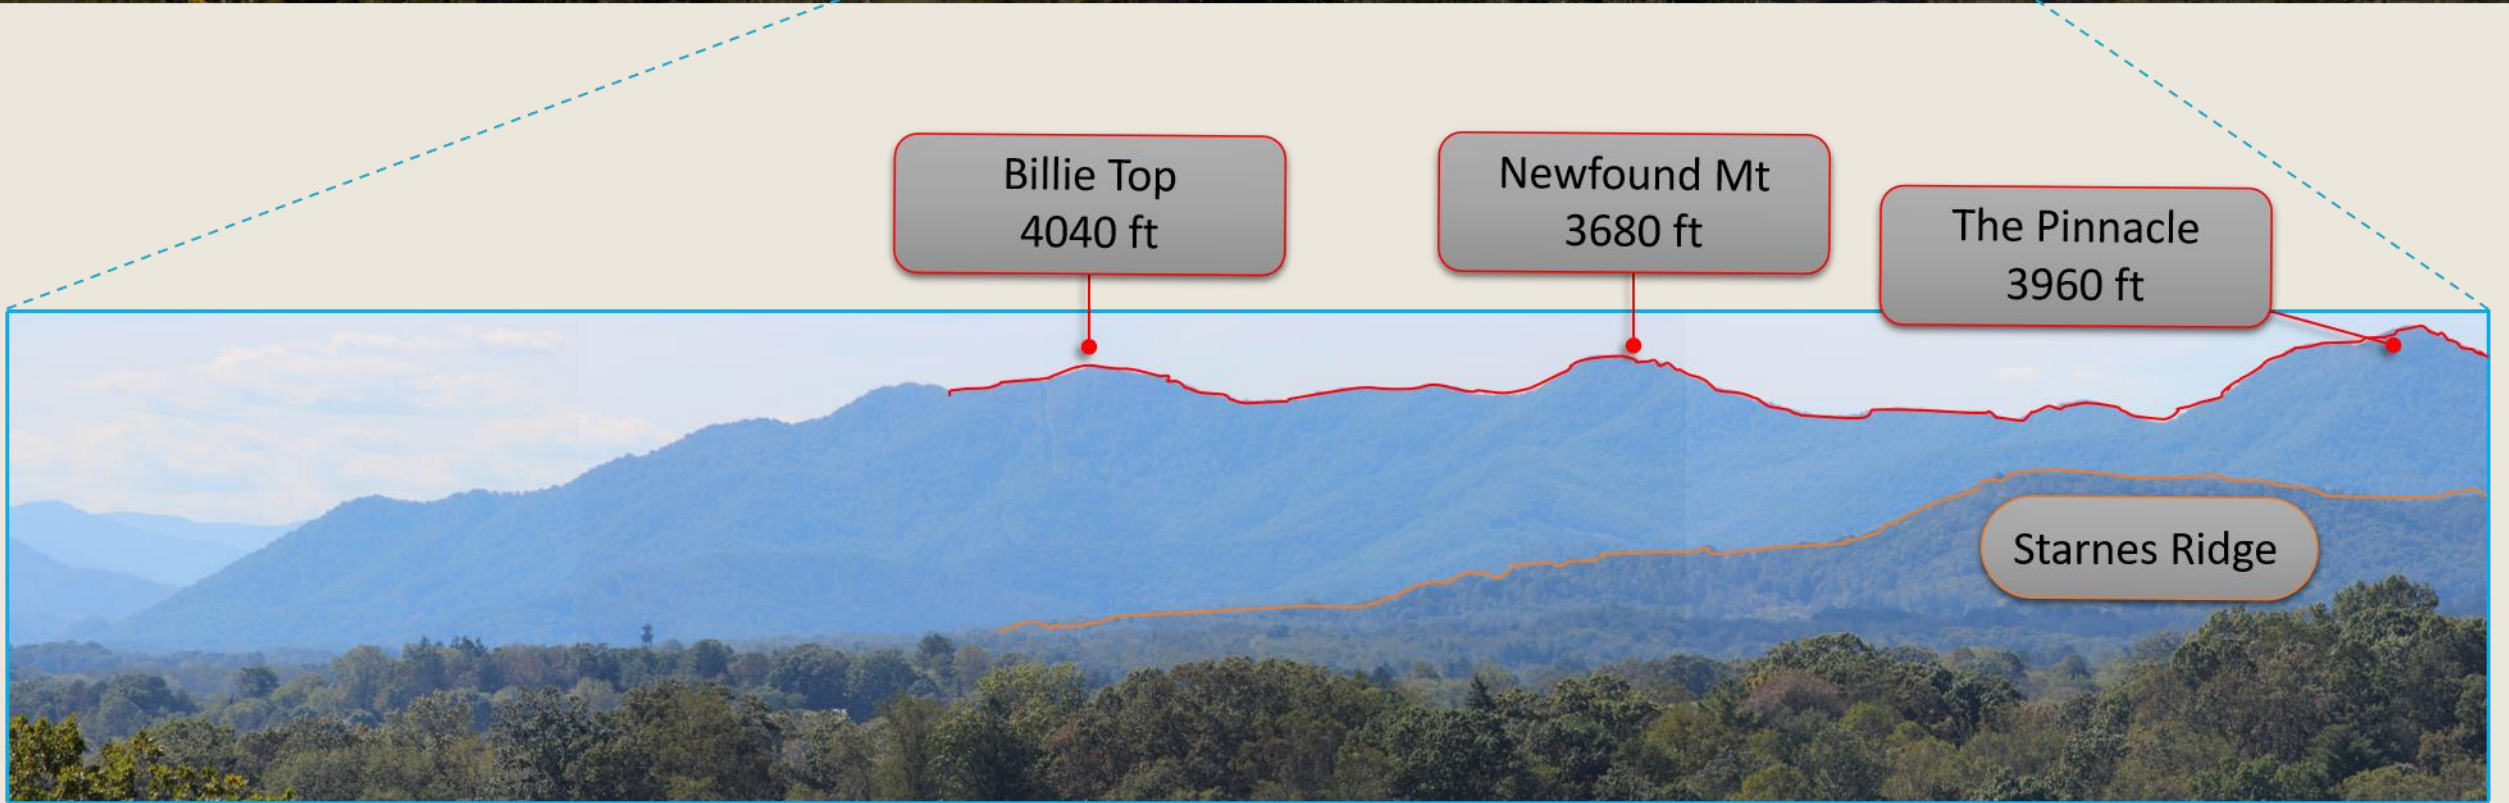 Billie Top
4040 ft
Newfound Mt
3680 ft
The Pinnacle
3960 ft
Starnes Ridge